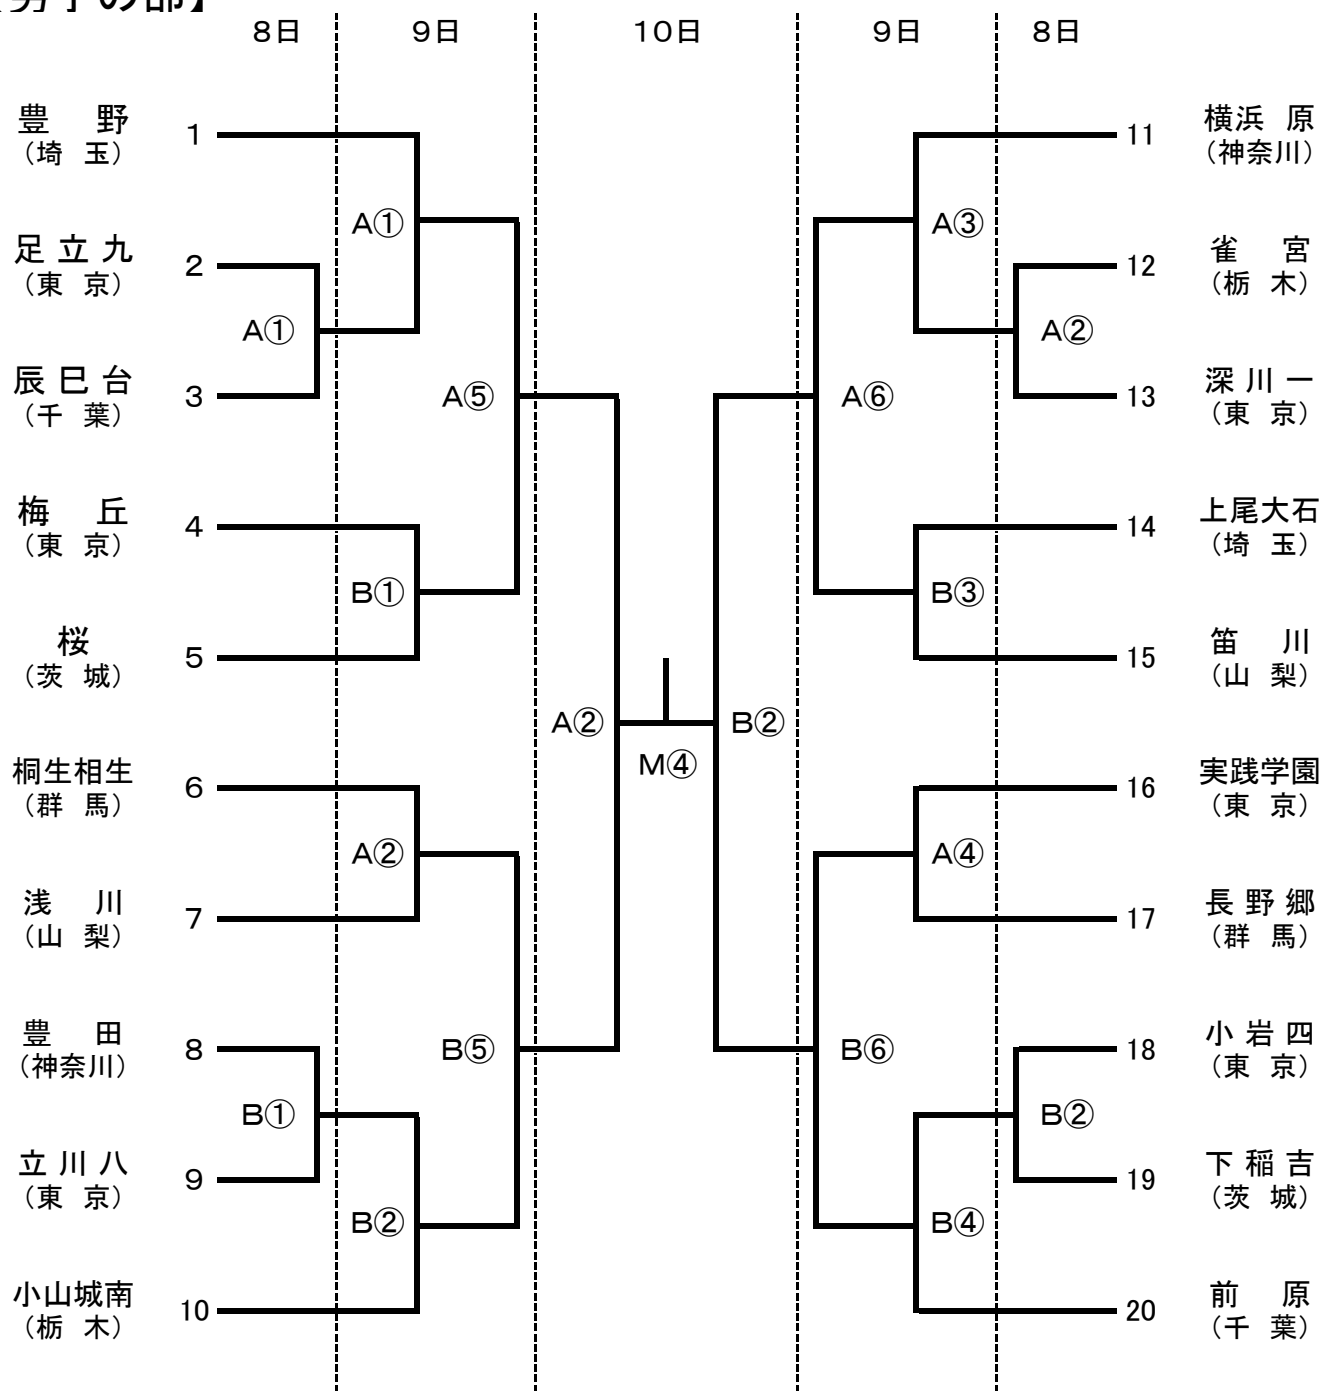 男子の部】
8日 9日 10日 9日 8日
豊 野 1
（埼 玉）
足 立 九 2
（東 京）
A①
A①
辰 巳 台 3
（千 葉）
A⑤
梅 丘 4
（東 京）
B①
桜 5
（茨 城）
A②
M④
桐生相生 6
（群 馬）
A②
浅 川 7
（山 梨）
豊 田 8
（神奈川）
B⑤
B①
立 川 八 9
（東 京）
B②
小山城南 10
（栃 木）
11 横浜 原
（神奈川）
A③
12 雀 宮
（栃 木）
A②
13 深 川 一
（東 京）
A⑥
14 上尾大石
（埼 玉）
B③
15 笛 川
（山 梨）
B②
16 実践学園
（東 京）
A④
17 長 野 郷
（群 馬）
18 小 岩 四
（東 京）
B⑥
B②
19 下 稲 吉
（茨 城）
B④
20 前 原
（千 葉）